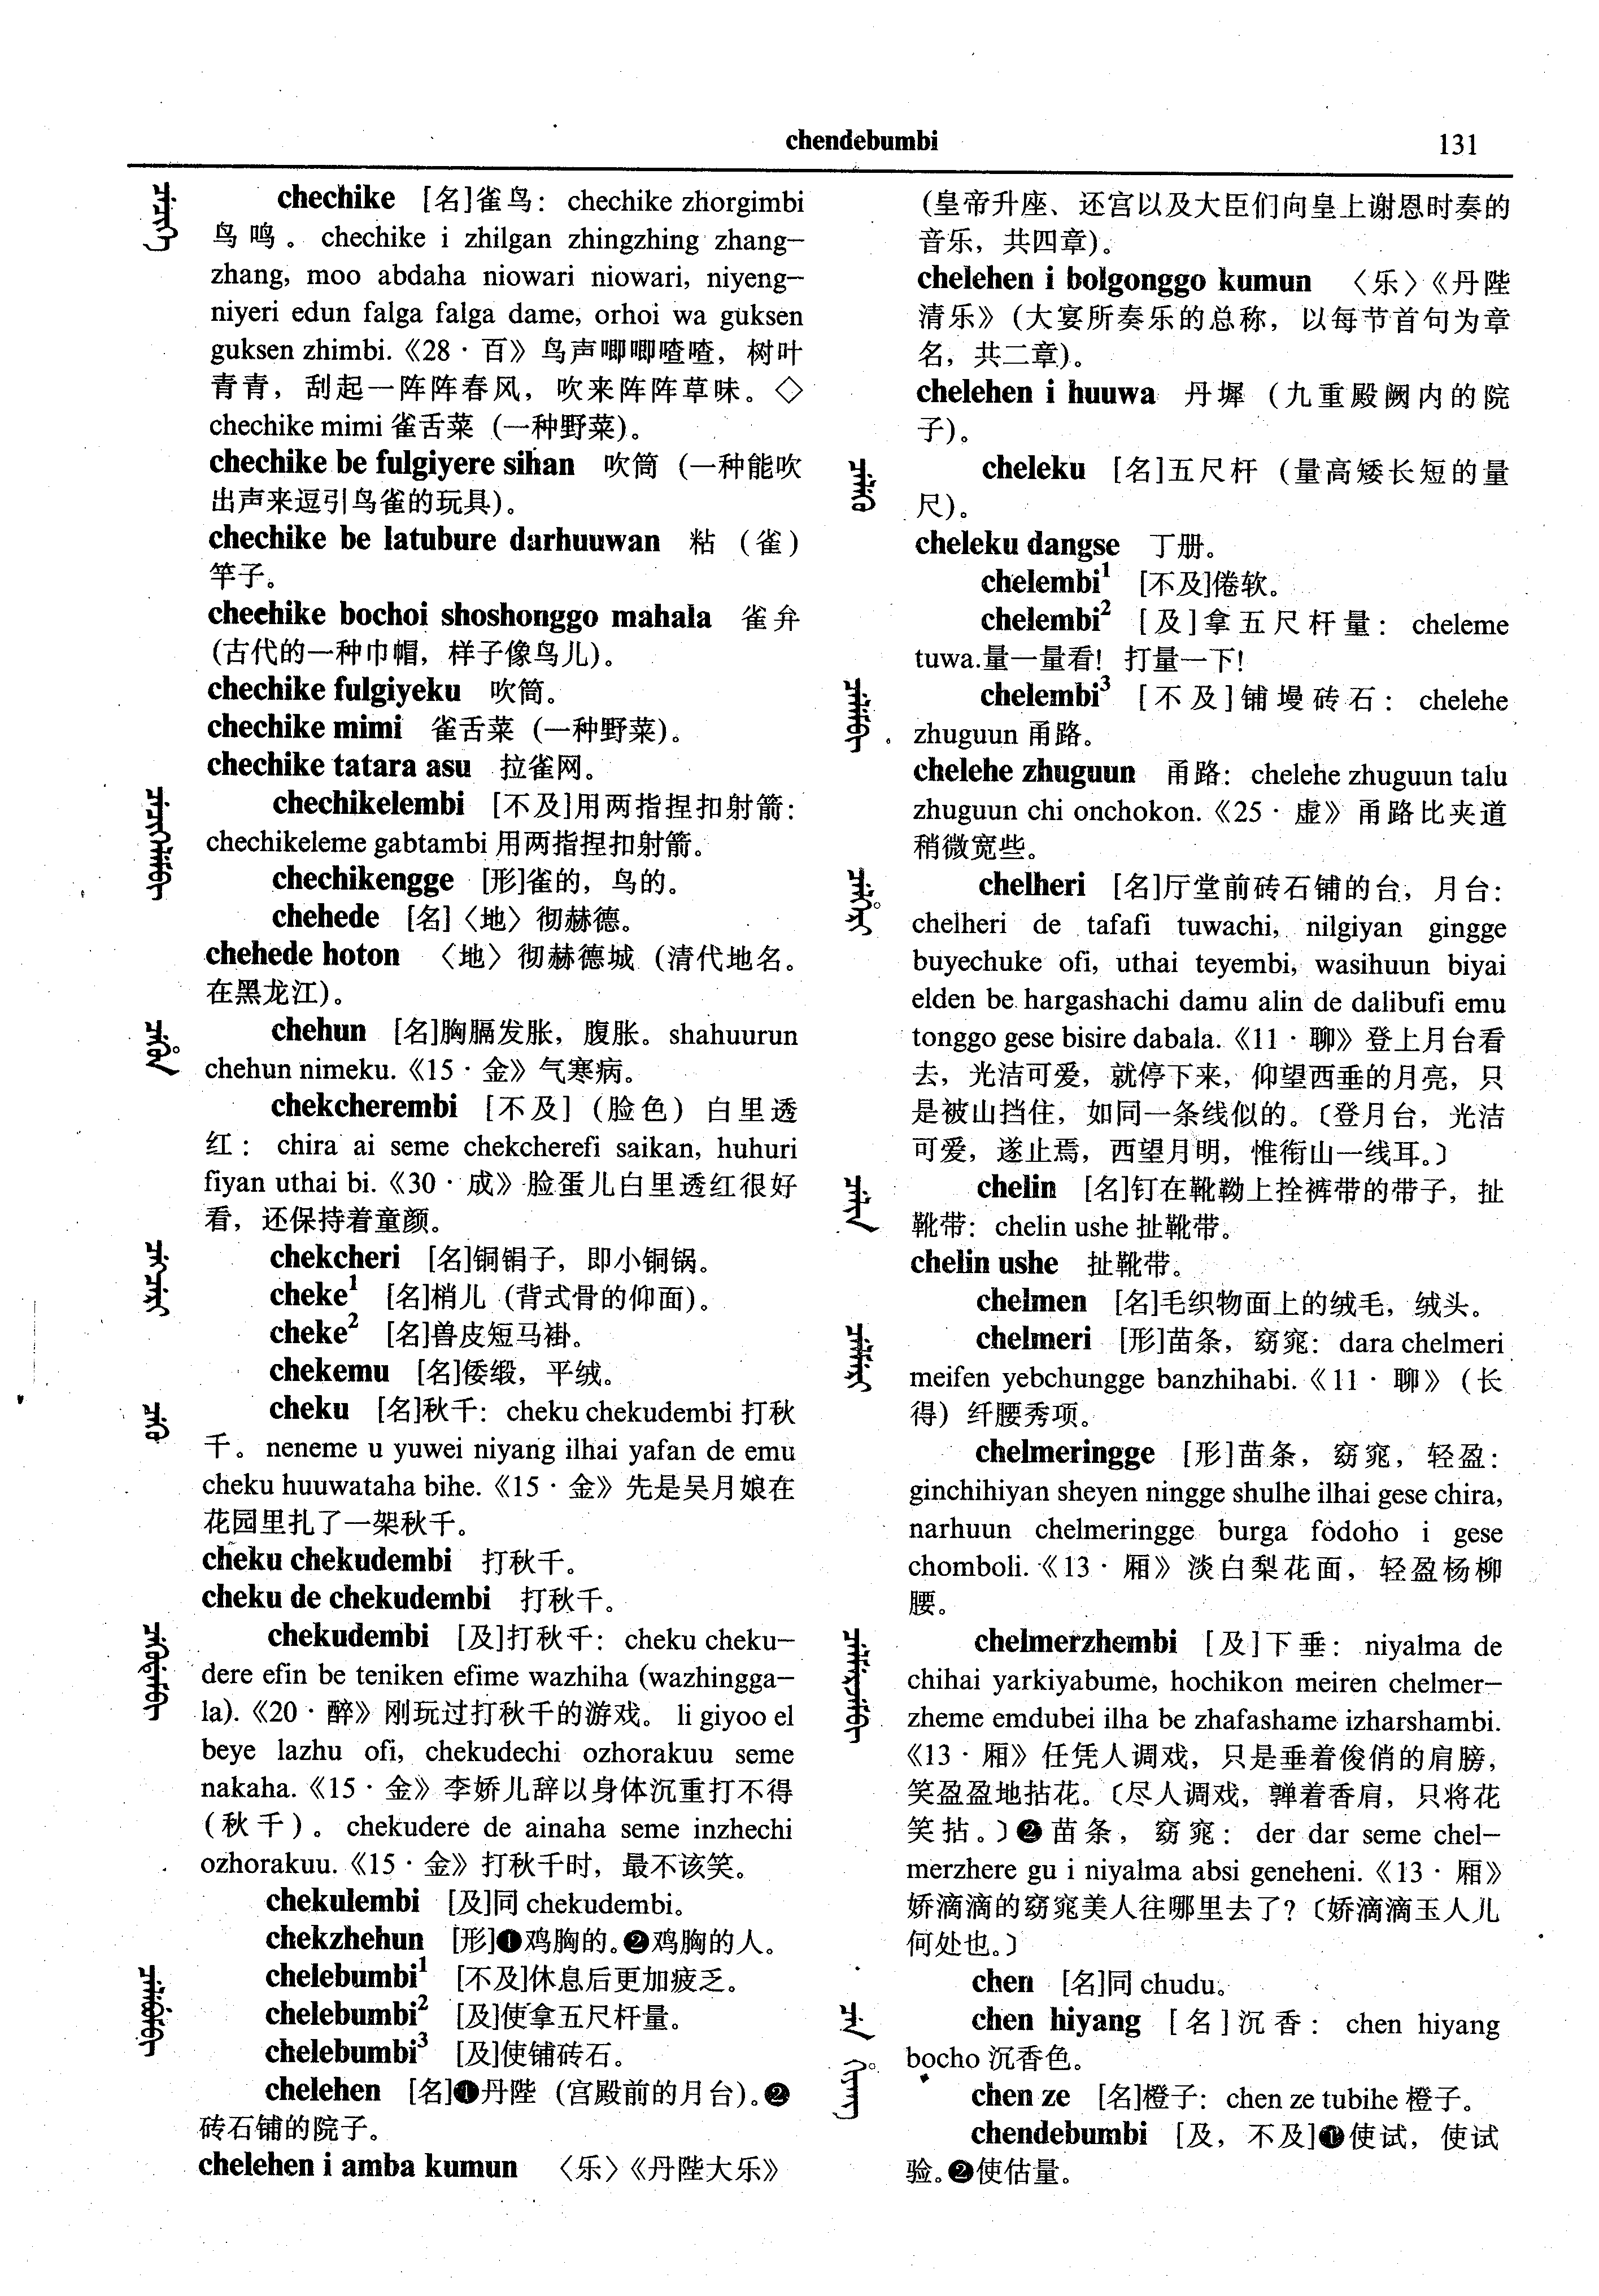 chendebumbi
131
chechike [名]雀鸟： chechike zhorgimbi
鸟鸣。 chechike i zhilgan zhingzhing zhang-
zhang, moo abdaha niowari niowari, niyeng-
niyeri edun falga falga dame, orhoi wa guksen
guksen zhimbi.《28 · 百》鸟声唧唧喳喳，树叶
青青，刮起一阵阵春风，吹来阵阵草味。◇
chechike mimi 雀舌菜（一种野菜）。
chechike be fulgiyere sihan 吹筒（一种能吹
出声来逗引鸟雀的玩具）。
chechike be latubure darhuuwan 粘（雀）
竿子。
chechike bochoi shoshonggo mahala 雀弁
(古代的一种巾帽，样子像鸟儿)。
chechike fulgiyeku 吹筒。
chechike mimi 雀舌菜（一种野菜）。
chechike tatara asu 拉雀网。
chechikelembi [不及]用两指捏扣射箭：
chechikeleme gabtambi 用两指捏扣射箭。
chechikengge [形]雀的，鸟的。
chehede [名]〈地〉彻赫德。
chehede hoton 〈地〉彻赫德城（清代地名。
在黑龙江）。
chehun [名]胸膈发胀，腹胀。shahuurun
chehun nimeku.《15 · 金》气寒病。
chekcherembi [不及]（脸色）白里透
红： chira ai seme chekcherefi saikan, huhuri
fiyan uthai bi.《30 · 成》脸蛋儿白里透红很好
看，还保持着童颜。
chekcheri [名]铜锅子，即小铜锅。
cheke¹ [名]梢儿（背式骨的仰面）。
cheke² [名]兽皮短马褂。
chekemu [名]倭缎，平绒。
cheku [名]秋千：cheku chekudembi 打秋
千。neneme u yuwei niyang ilhai yafan de emu
cheku huuwataha bihe.《15 · 金》先是吴月娘在
花园里扎了一架秋千。
cheku chekudembi 打秋千。
cheku de chekudembi 打秋千。
chekudembi [及]打秋千：cheku cheku-
dere efin be teniken efime wazhiha (wazhingga-
la).《20 · 醉》刚玩过打秋千的游戏。li giyoo el
beye lazhu ofi, chekudechi ozhorakuu seme
nakaha.《15 · 金》李娇儿辞以身体沉重打不得
(秋千)。chekudere de ainaha seme inzhechi
ozhorakuu.《15 · 金》打秋千时，最不该笑。
chekulembi [及]同 chekudembi。
chekzhehun [形]❶鸡胸的。❷鸡胸的人。
chelebumbi¹ [不及]休息后更加疲乏。
chelebumbi² [及]使拿五尺杆量。
chelebumbi³ [及]使铺砖石。
chelehen [名]❶丹陛（宫殿前的月台）。❷
砖石铺的院子。
chelehen i amba kumun 〈乐〉《丹陛大乐》
(皇帝升座、还宫以及大臣们向皇上谢恩时奏的
音乐，共四章)。
chelehen i bolgonggo kumun 〈乐〉《丹陛
清乐》（大宴所奏乐的总称，以每节首句为章
名，共二章）。
chelehen i huuwa 丹墀（九重殿阙内的院
子）。
cheleku [名]五尺杆（量高矮长短的量
尺）。
cheleku dangse 丁册。
chelembi¹ [不及]倦软。
chelembi² [及]拿五尺杆量：cheleme
tuwa.量一量看！打量一下！
chelembi³ [不及]铺墁砖石：chelehe
zhuguun 甬路。
chelehe zhuguun 甬路：chelehe zhuguun talu
zhuguun chi onchokon.《25 · 虚》甬路比夹道
稍微宽些。
chelheri [名]厅堂前砖石铺的台，月台：
chelheri de tafafi tuwachi, nilgiyan gingge
buyechuke ofi, uthai teyembi, wasihuun biyai
elden be hargashachi damu alin de dalibufi emu
tonggo gese bisire dabala.《11 · 聊》登上月台看
去，光洁可爱，就停下来，仰望西垂的月亮，只
是被山挡住，如同一条线似的。〔登月台，光洁
可爱，遂止焉，西望月明，惟衔山一线耳。〕
chelin [名]钉在靴靿上拴裤带的带子，扯
靴带：chelin ushe 扯靴带。
chelin ushe 扯靴带。
chelmen [名]毛织物面上的绒毛，绒头。
chelmeri [形]苗条，窈窕：dara chelmeri
meifen yebchungge banzhihabi.《11 · 聊》（长
得）纤腰秀项。
chelmeringge [形]苗条，窈窕，轻盈：
ginchihiyan sheyen ningge shulhe ilhai gese chira,
narhuun chelmeringge burga fodoho i gese
chomboli.《13 · 厢》淡白梨花面，轻盈杨柳
腰。
chelmerzhembi [及]下垂：niyalma de
chihai yarkiyabume, hochikon meiren chelmer-
zheme emdubei ilha be zhafashame izharshambi.
《13 · 厢》任凭人调戏，只是垂着俊俏的肩膀，
笑盈盈地拈花。〔尽人调戏，亸着香肩，只将花
笑拈。〕❷苗条，窈窕：der dar seme chel-
merzhere gu i niyalma absi geneheni.《13 · 厢》
娇滴滴的窈窕美人往哪里去了？〔娇滴滴玉人儿
何处也。〕
chen [名]同 chudu。
chen hiyang [名]沉香：chen hiyang
bocho 沉香色。
chen ze [名]橙子：chen ze tubihe 橙子。
chendebumbi [及，不及]❶使试，使试
验。❷使估量。